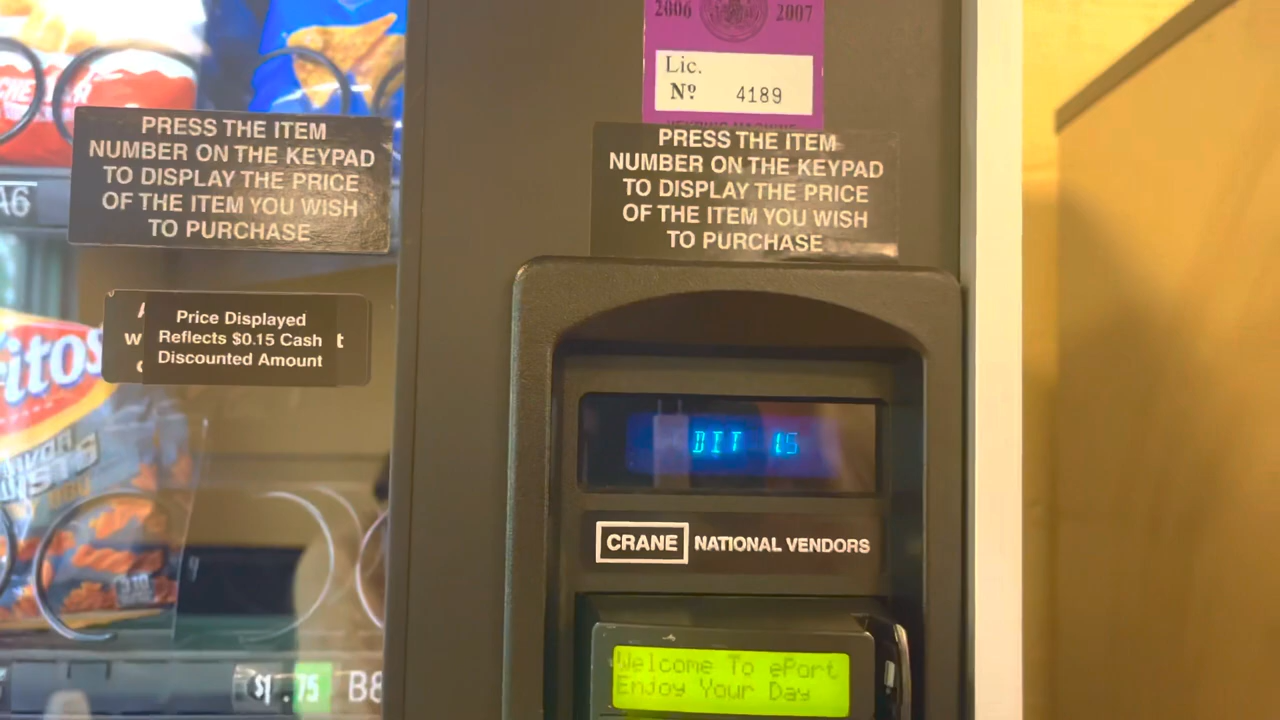 2006 2007
Lic.
Nº 4189
PRESS THE ITEM
NUMBER ON THE KEYPAD
TO DISPLAY THE PRICE
OF THE ITEM YOU WISH
TO PURCHASE
PRESS THE ITEM
NUMBER ON THE KEYPAD
TO DISPLAY THE PRICE
OF THE ITEM YOU WISH
TO PURCHASE
A6
Price Displayed
Reflects $0.15 Cash
Discounted Amount
ritos
BIT 15
CRANE NATIONAL VENDORS
Welcome To ePort
Enjoy Your Day
$1.75 B8